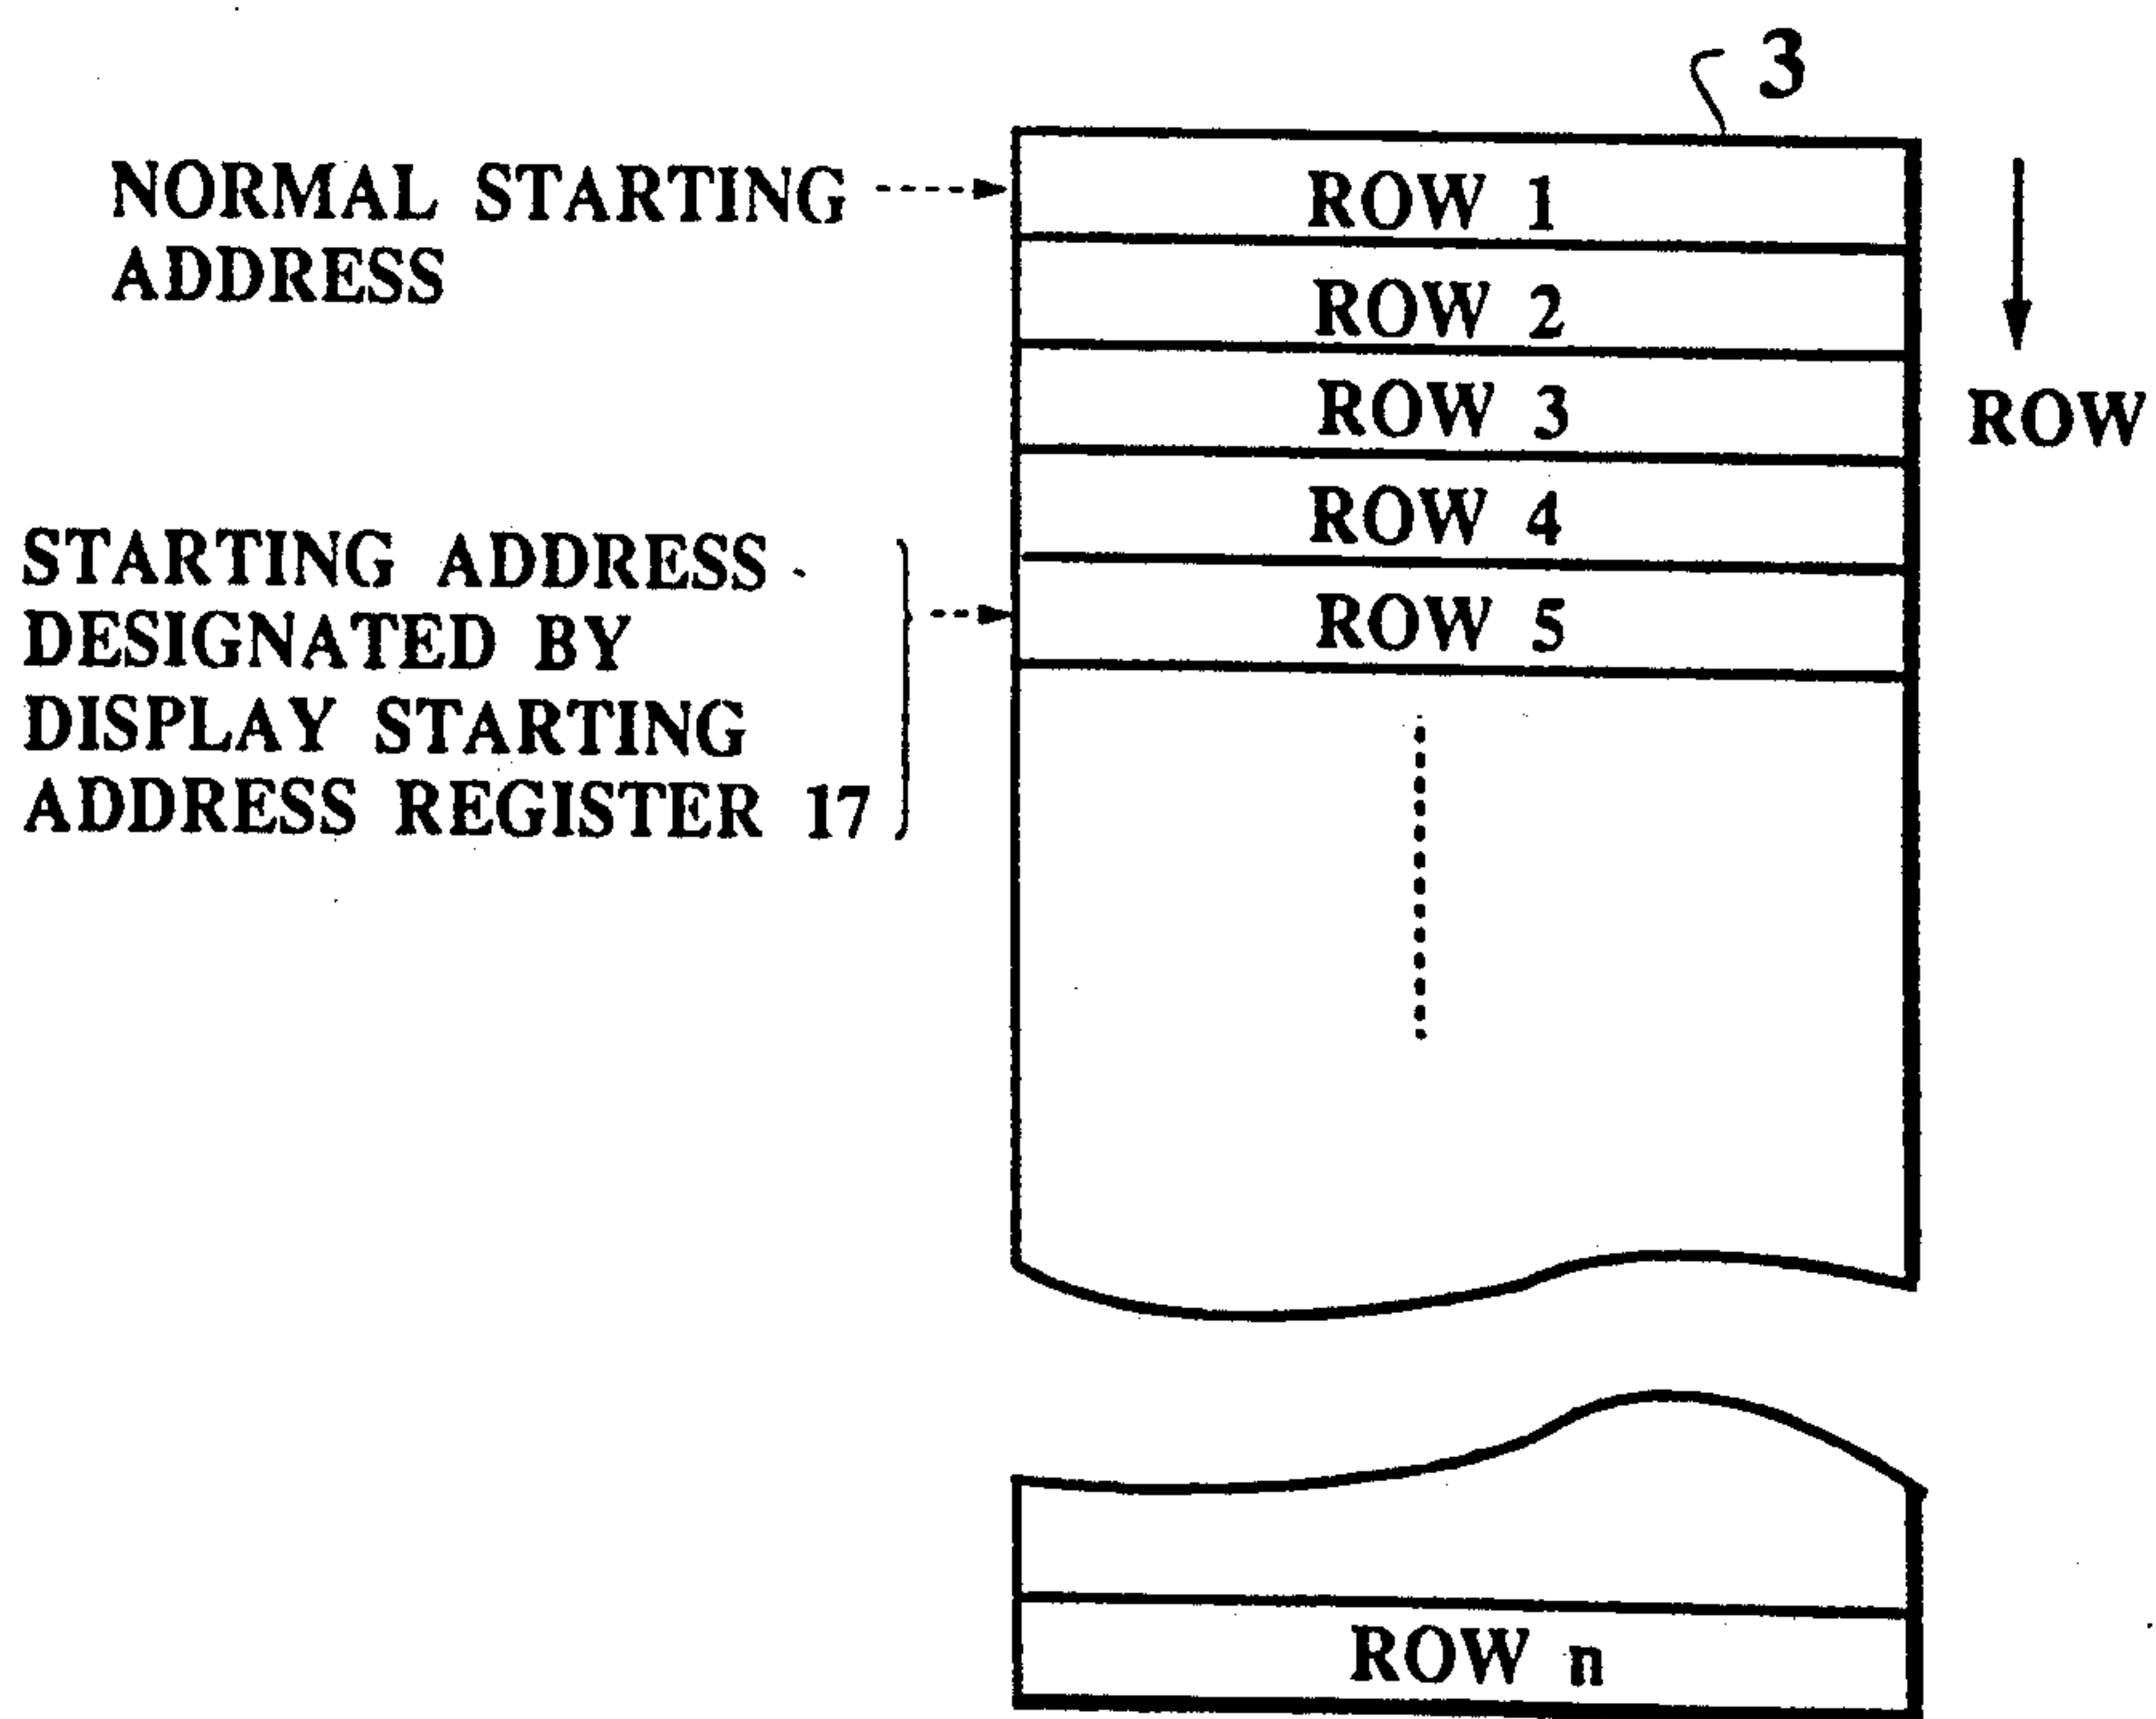 3
NORMAL STARTING
ADDRESS
ROW 1
ROW 2
ROW 3
ROW
ROW 4
STARTING ADDRESS
DESIGNATED BY
DISPLAY STARTING
ADDRESS REGISTER 17
ROW 5
ROW n